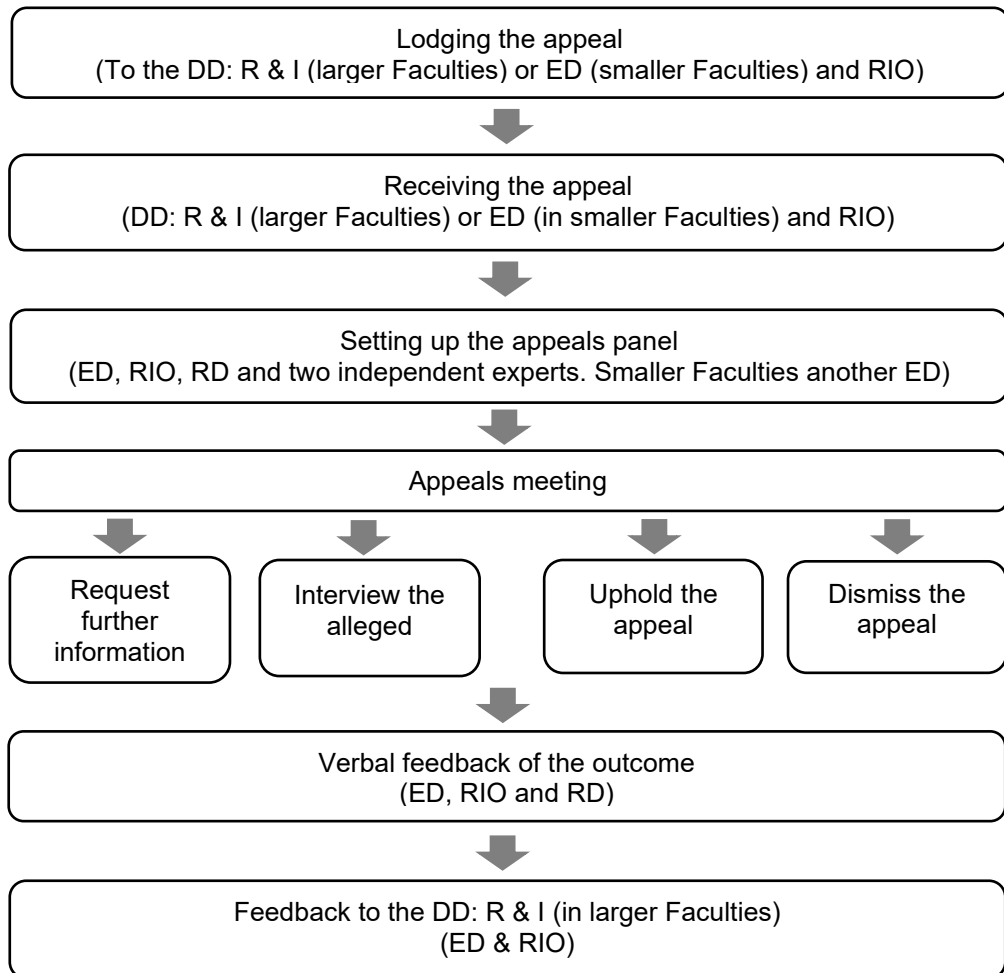 Lodging the appeal
(To the DD: R & I (larger Faculties) or ED (smaller Faculties) and RIO)
Receiving the appeal
(DD: R & I (larger Faculties) or ED (in smaller Faculties) and RIO)
Setting up the appeals panel
(ED, RIO, RD and two independent experts. Smaller Faculties another ED)
Appeals meeting
Request
further
information
Interview the
alleged
Uphold the
appeal
Dismiss the
appeal
Verbal feedback of the outcome
(ED, RIO and RD)
Feedback to the DD: R & I (in larger Faculties)
(ED & RIO)